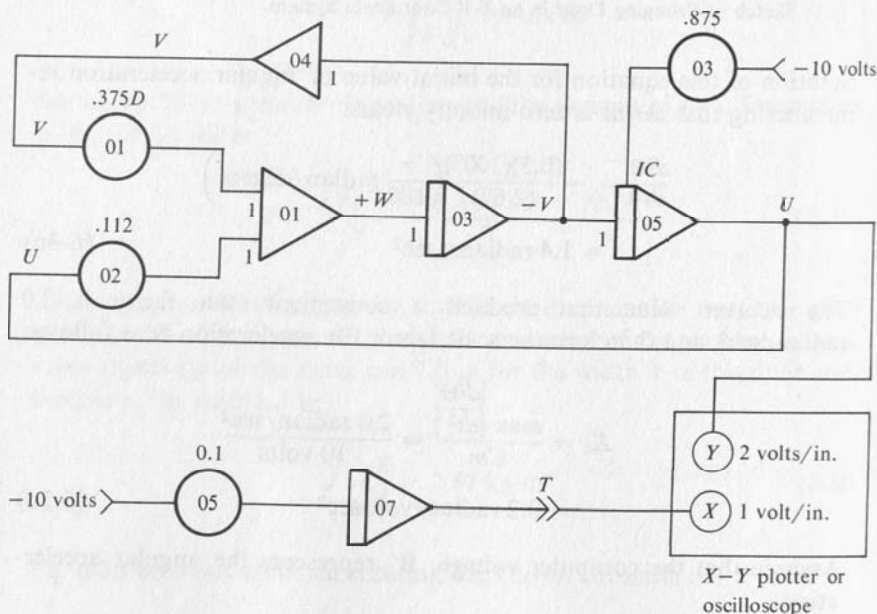 .875
V
04
03
−10 volts
.375D
V
01
IC
1
01
+W
03
−V
05
U
.112
1
1
1
U
02
Y 2 volts/in.
0.1
−10 volts
05
07
T
X 1 volt/in.
X–Y plotter or
oscilloscope